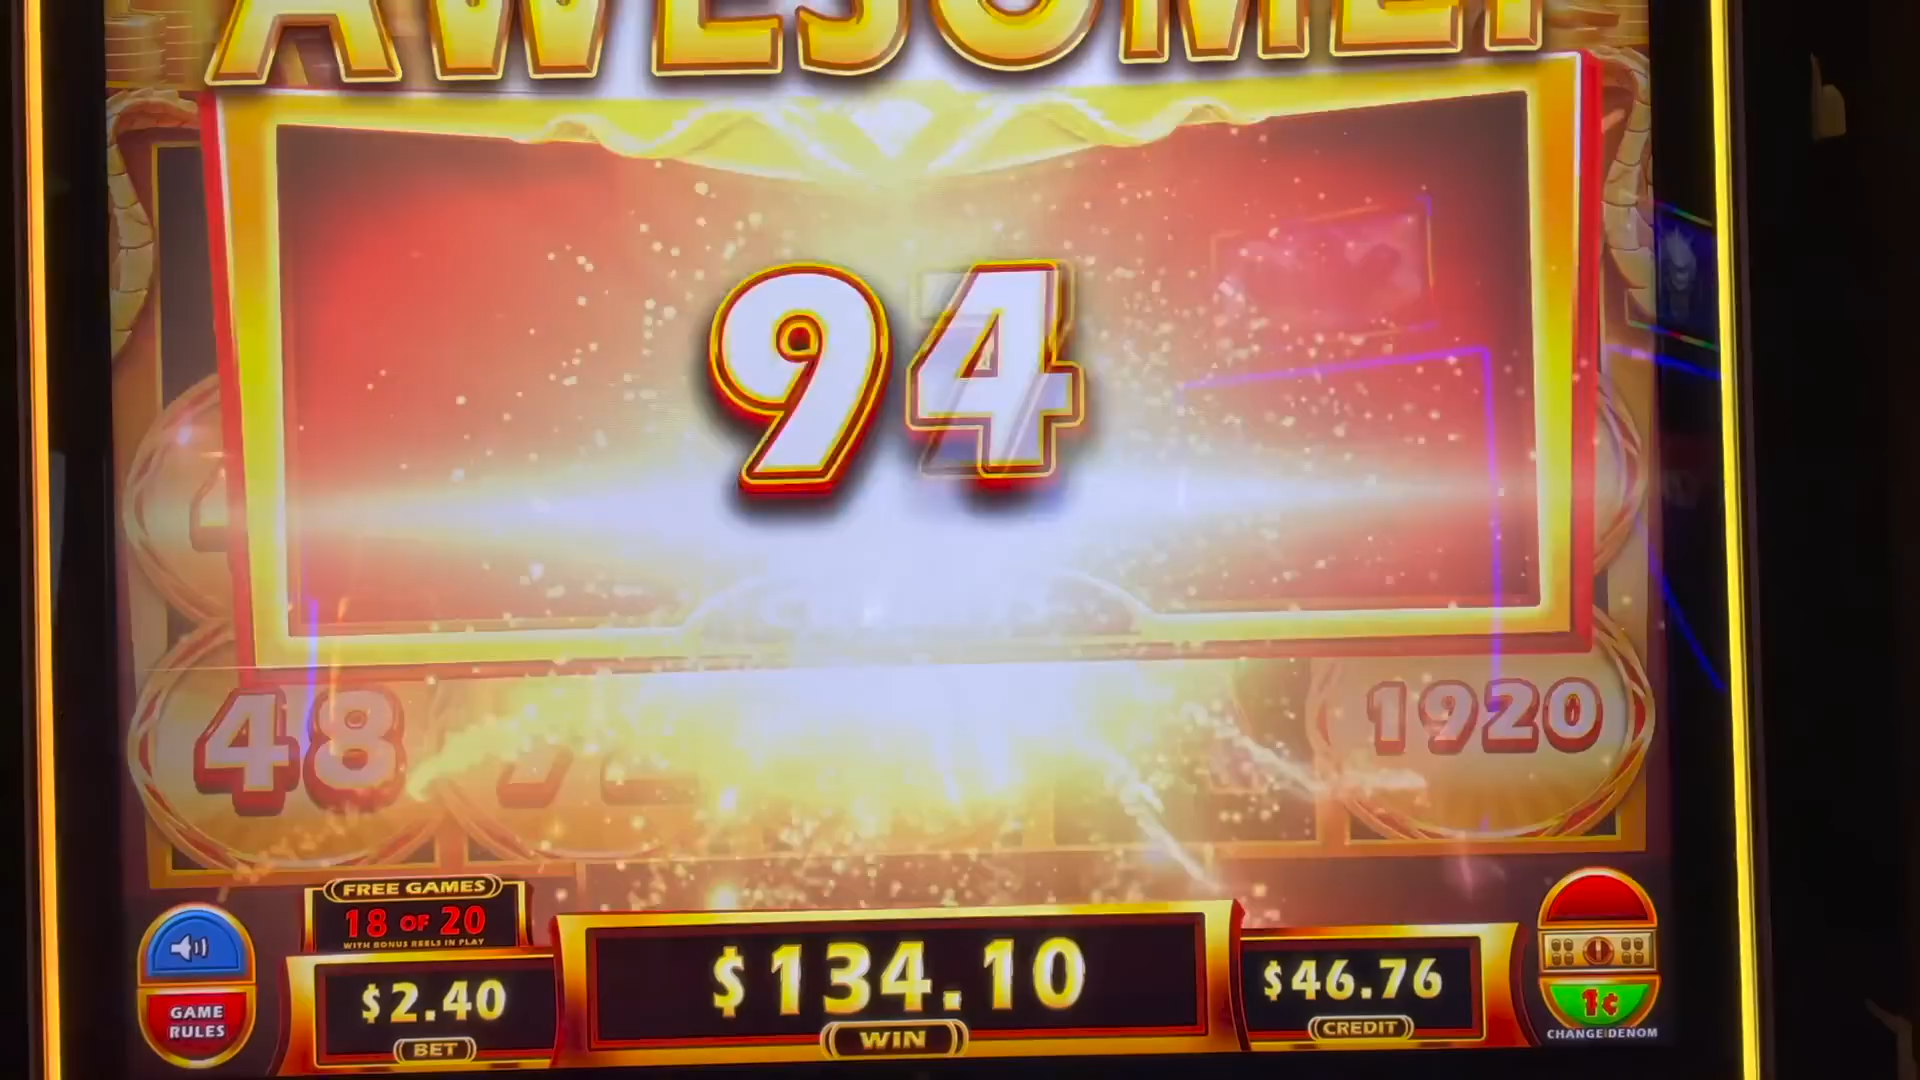 AWESOME!
94
48
1920
FREE GAMES
18 OF 20
WITH BONUS REELS IN PLAY
$134.10
WIN
$2.40
BET
$46.76
CREDIT
GAME
RULES
1¢
CHANGE DENOM